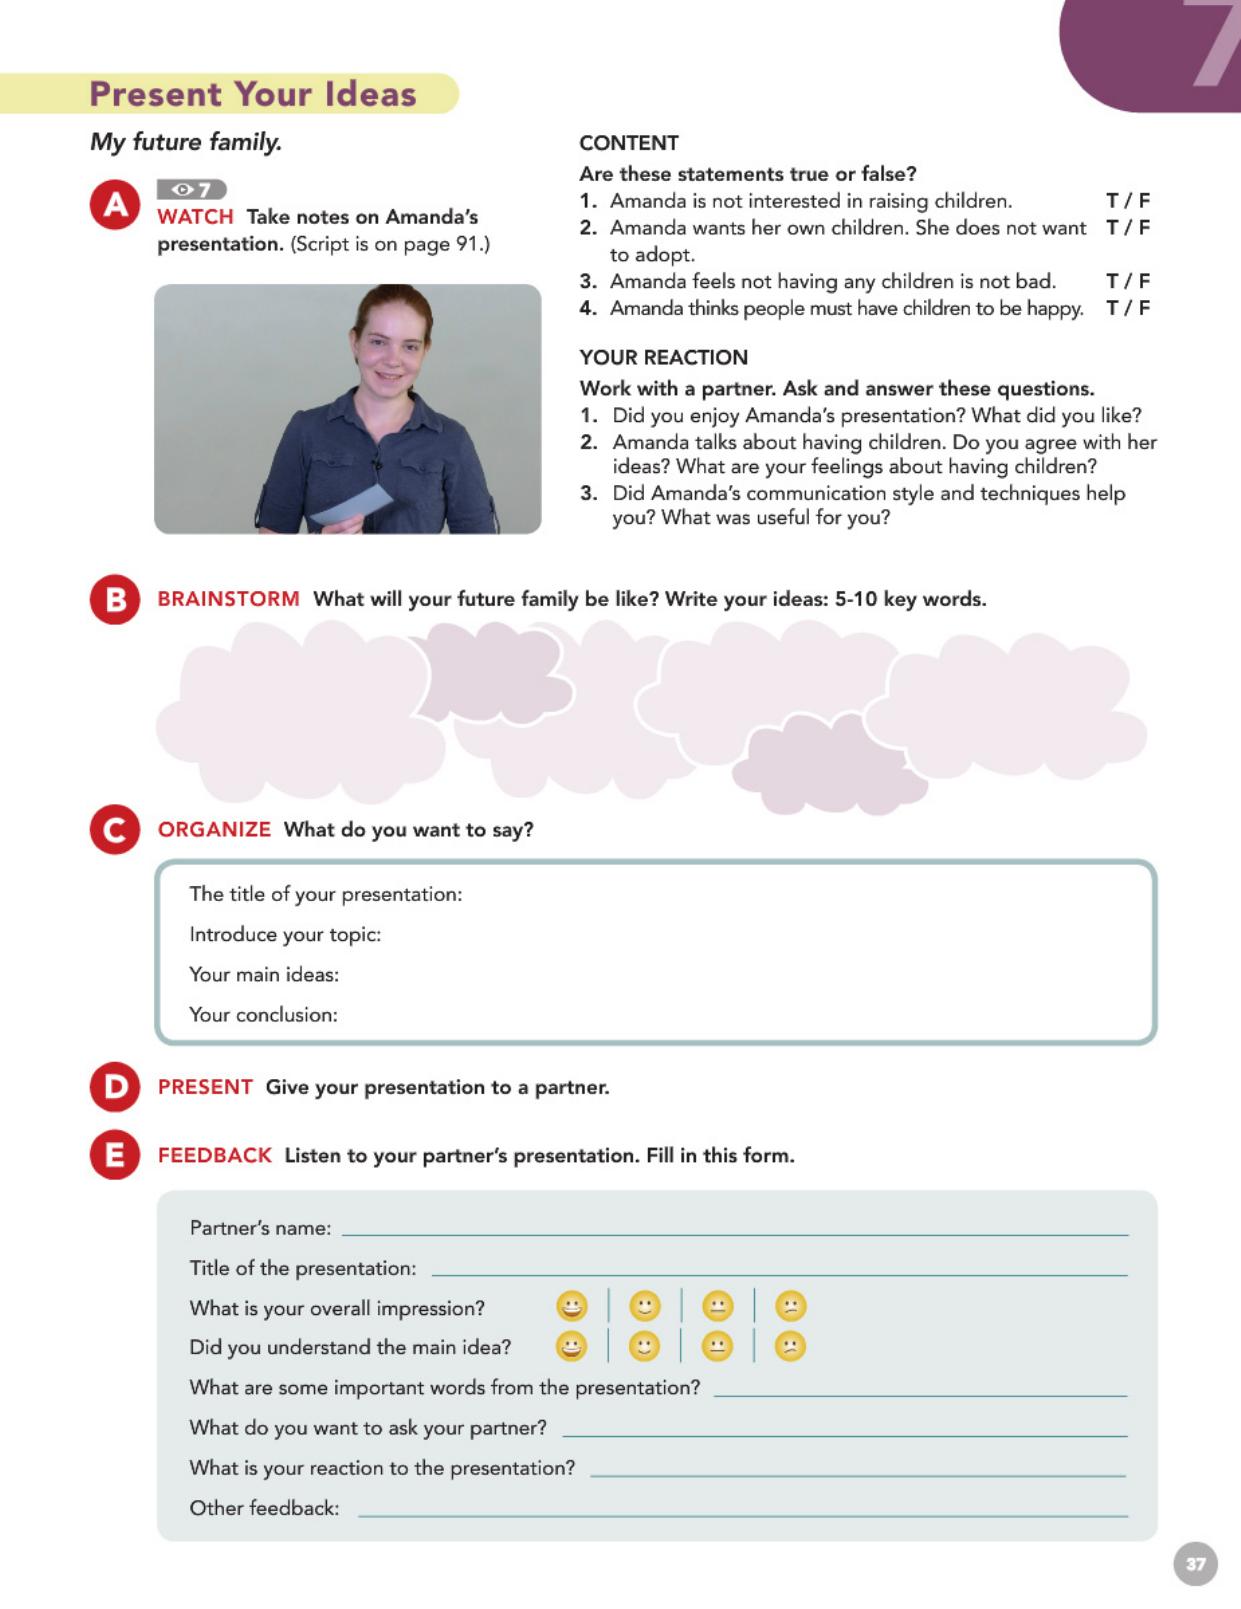 7
Present Your Ideas
My future family.
A
7
WATCH Take notes on Amanda's
presentation. (Script is on page 91.)
CONTENT
Are these statements true or false?
1. Amanda is not interested in raising children. T / F
2. Amanda wants her own children. She does not want T / F
to adopt.
3. Amanda feels not having any children is not bad. T / F
4. Amanda thinks people must have children to be happy. T / F
YOUR REACTION
Work with a partner. Ask and answer these questions.
1. Did you enjoy Amanda's presentation? What did you like?
2. Amanda talks about having children. Do you agree with her
ideas? What are your feelings about having children?
3. Did Amanda's communication style and techniques help
you? What was useful for you?
B
BRAINSTORM What will your future family be like? Write your ideas: 5-10 key words.
C
ORGANIZE What do you want to say?
The title of your presentation:
Introduce your topic:
Your main ideas:
Your conclusion:
D
PRESENT Give your presentation to a partner.
E
FEEDBACK Listen to your partner's presentation. Fill in this form.
Partner's name:
Title of the presentation:
What is your overall impression?
Did you understand the main idea?
What are some important words from the presentation?
What do you want to ask your partner?
What is your reaction to the presentation?
Other feedback:
37